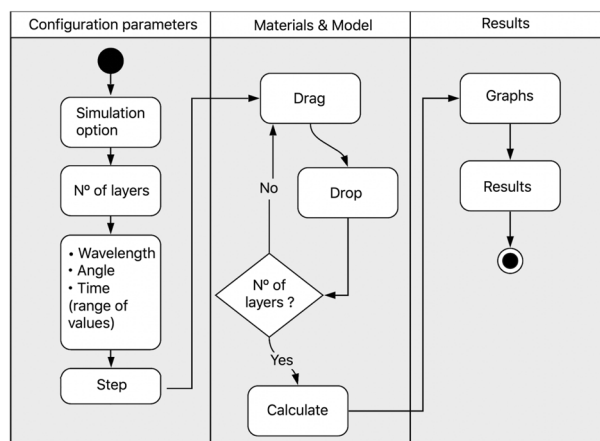 Configuration parameters
Materials & Model
Results
Simulation
option
Nº of layers
• Wavelength
• Angle
• Time
(range of
values)
Step
Drag
Drop
No
Nº of
layers ?
Yes
Calculate
Graphs
Results